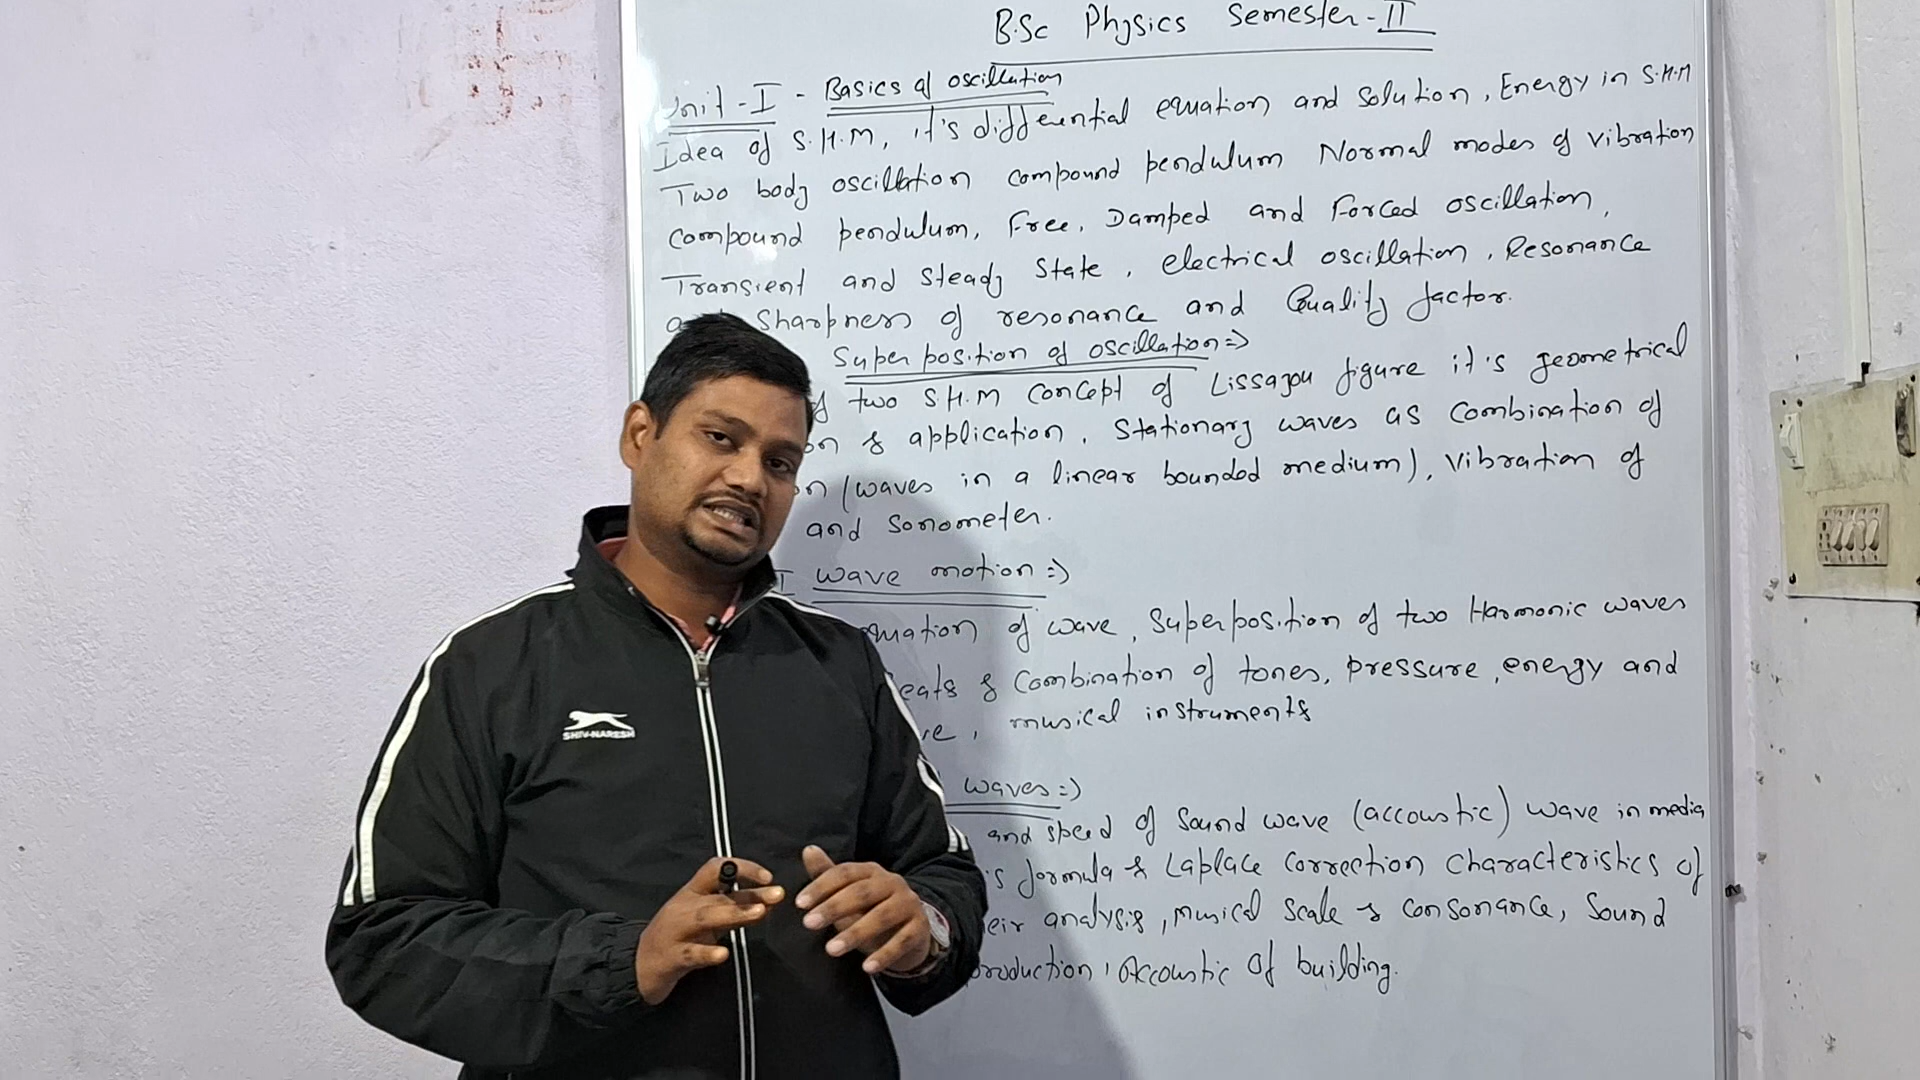 B.Sc Physics Semester-II
Unit-I - Basics of oscillation
Idea of S.H.M, it's differential equation and solution, Energy in S.H.M
Two body oscillation compound pendulum Normal modes of vibration
compound pendulum, Free, Damped and Forced oscillation,
Transient and Steady State, electrical oscillation, Resonance
sharpness of resonance and Quality factor.
Superposition of oscillation=>
of two S.H.M concept of Lissajou figure it's geometrical
& application, Stationary waves as combination of
(waves in a linear bounded medium), Vibration of
and sonometer.
wave motion=>
of wave, Superposition of two Harmonic waves
& Combination of tones, pressure, energy and
musical instruments
waves=>
and speed of Sound wave (accoustic) wave in media
's formula & Laplace correction characteristics of
analysis, musical Scale & consonance, Sound
Accoustic of building.
SHIV-NARESH